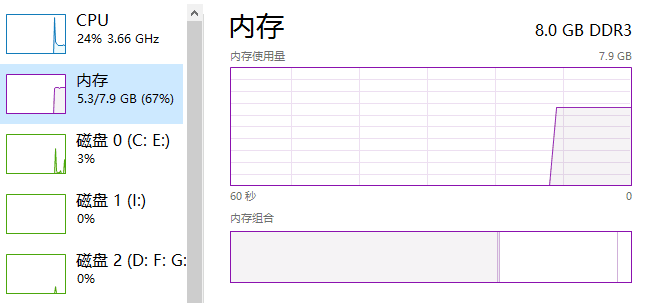 CPU
24% 3.66 GHz
内存
5.3/7.9 GB (67%)
磁盘 0 (C: E:)
3%
磁盘 1 (I:)
0%
磁盘 2 (D: F: G:
0%
内存
8.0 GB DDR3
内存使用量
7.9 GB
60 秒
0
内存组合